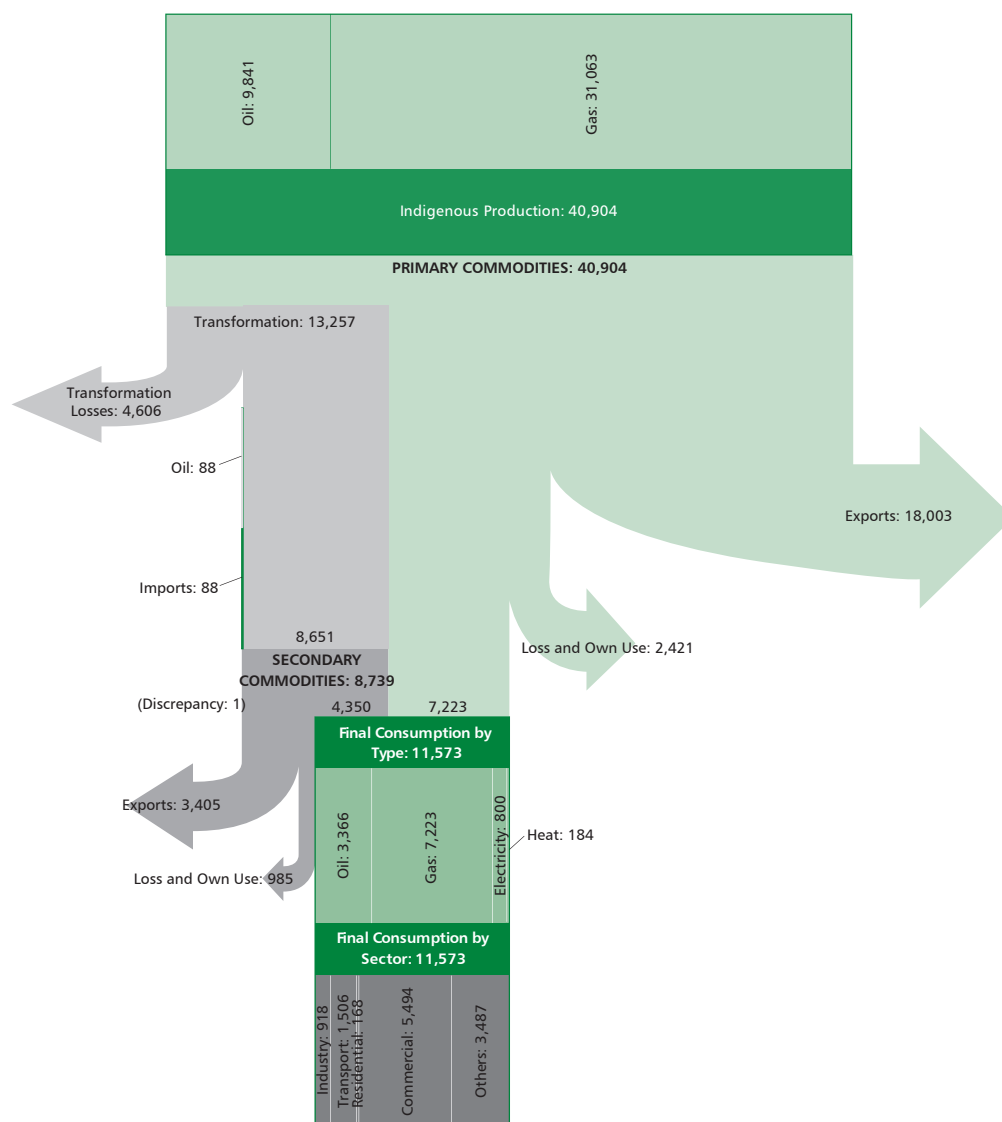 Oil: 9,841
Gas: 31,063
Indigenous Production: 40,904
PRIMARY COMMODITIES: 40,904
Transformation: 13,257
Transformation
Losses: 4,606
Oil: 88
Exports: 18,003
Imports: 88
8,651
Loss and Own Use: 2,421
SECONDARY
COMMODITIES: 8,739
(Discrepancy: 1)
4,350
7,223
Final Consumption by
Type: 11,573
Exports: 3,405
Oil: 3,366
Gas: 7,223
Electricity: 800
Heat: 184
Loss and Own Use: 985
Final Consumption by
Sector: 11,573
Industry: 918
Transport: 1,506
Residential: 168
Commercial: 5,494
Others: 3,487